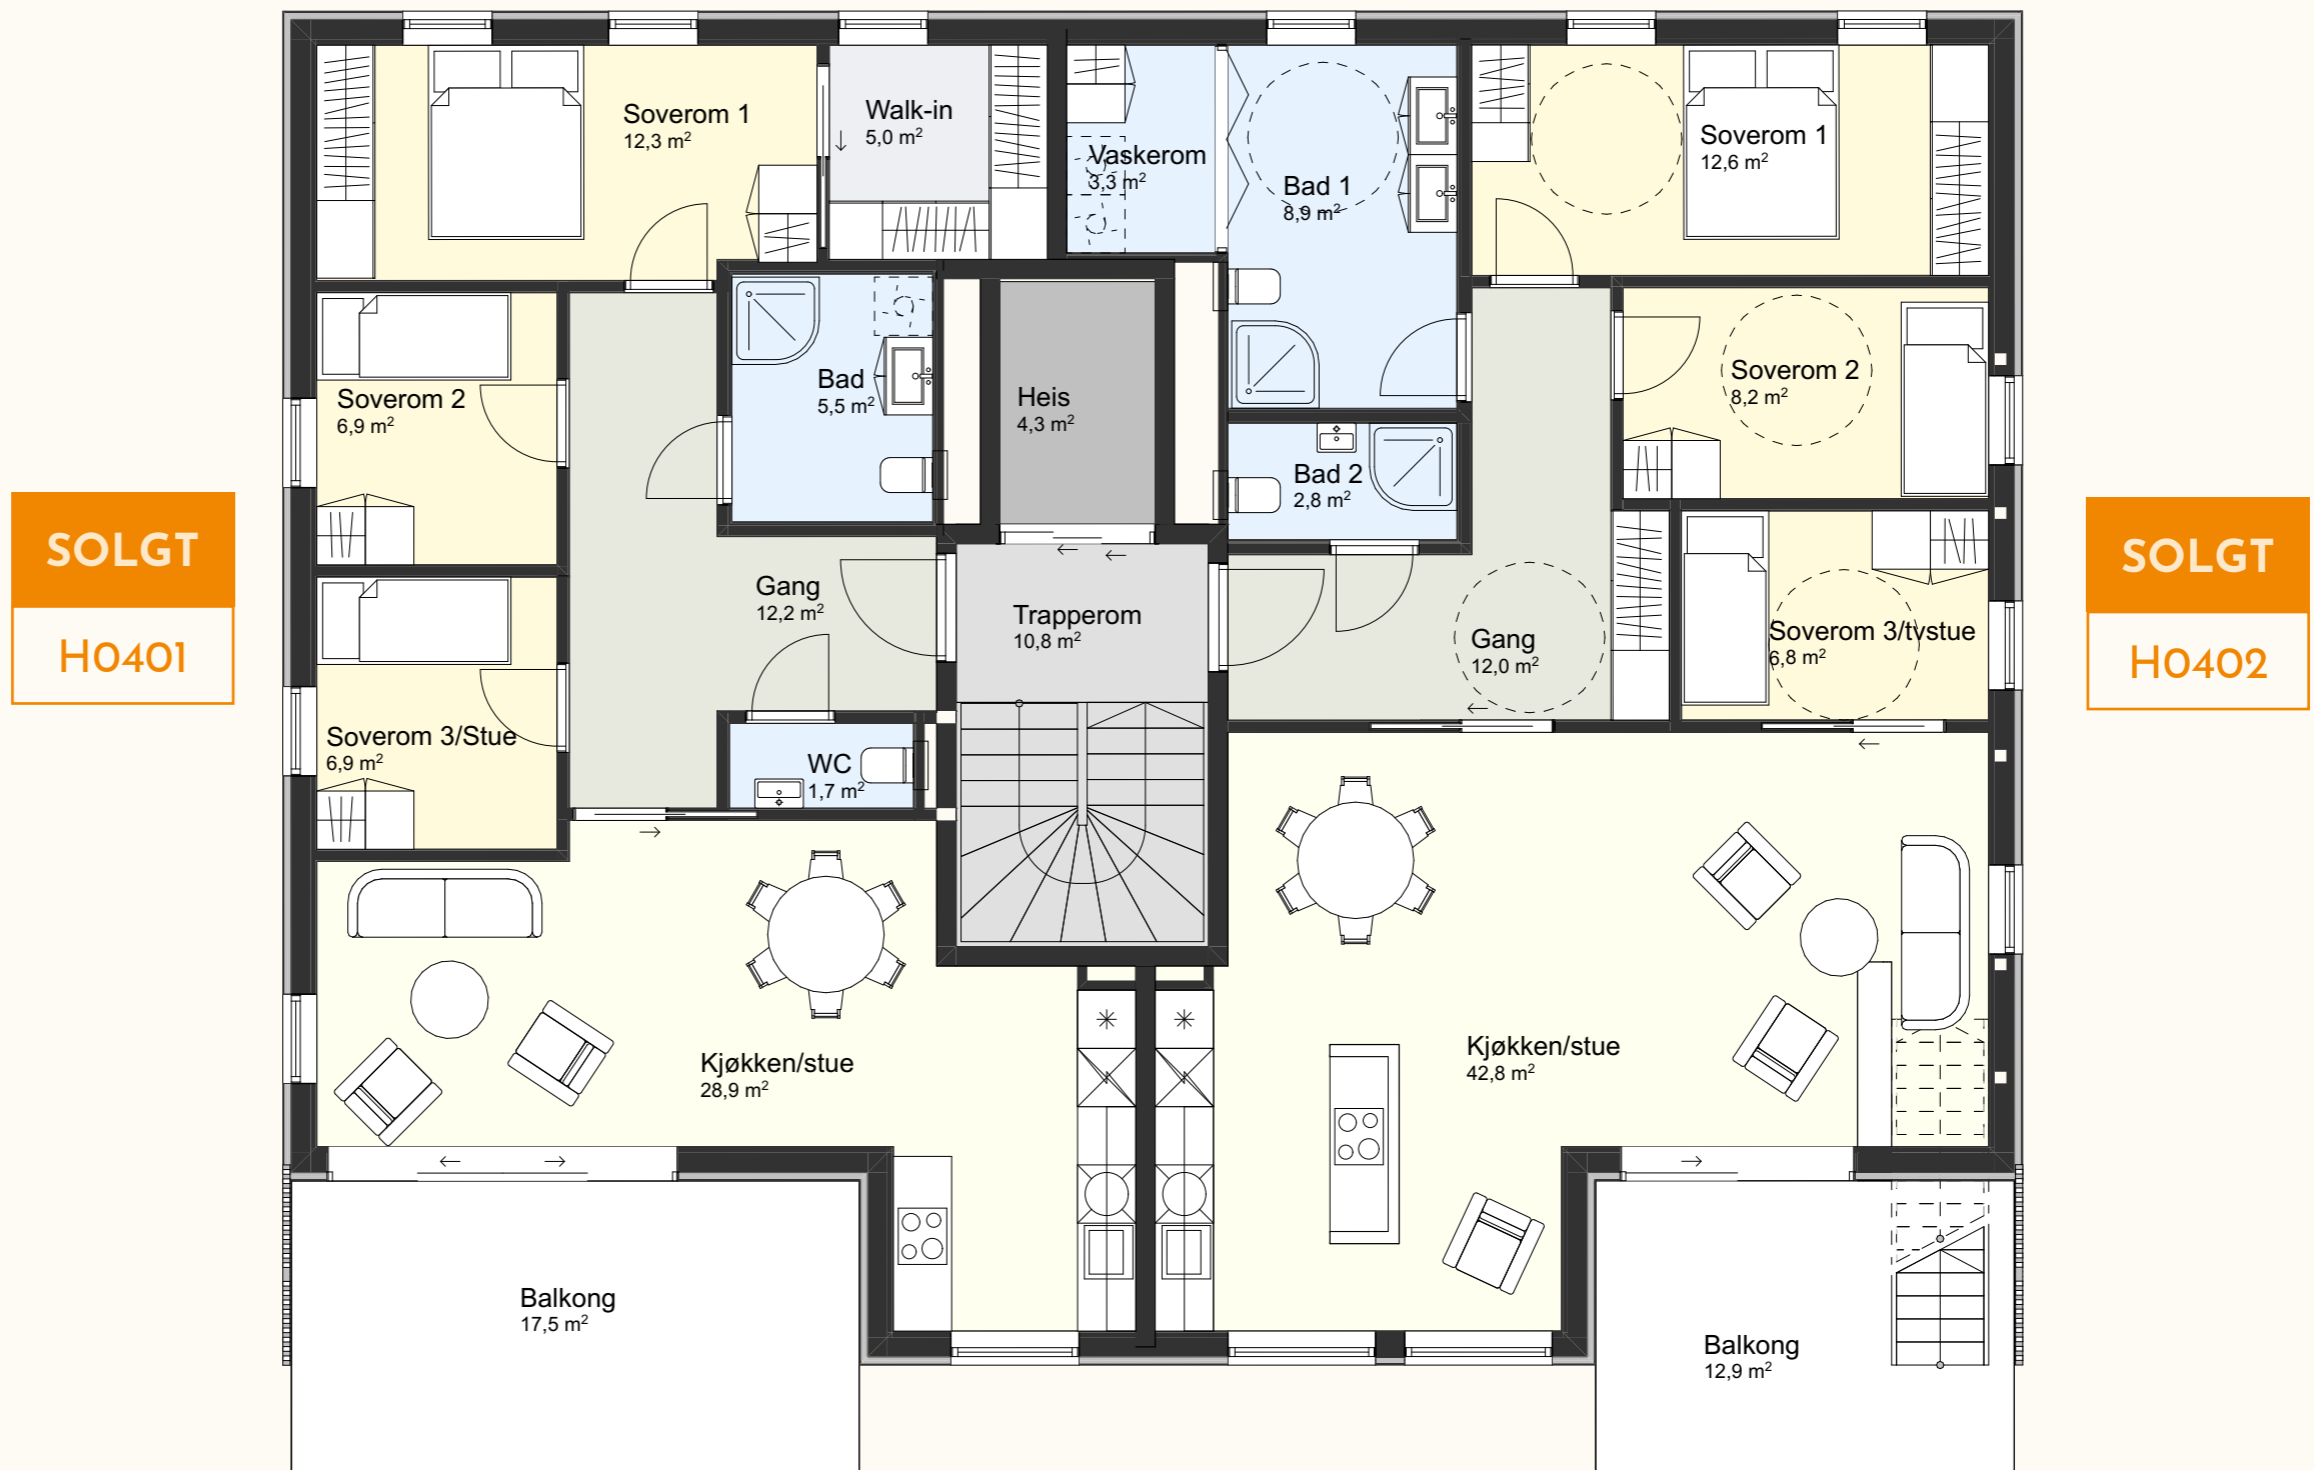 Soverom 1
12,3 m²
Walk-in
5,0 m²
Vaskerom
3,3 m²
Bad 1
8,9 m²
Soverom 1
12,6 m²
Soverom 2
6,9 m²
Bad
5,5 m²
Heis
4,3 m²
Bad 2
2,8 m²
Soverom 2
8,2 m²
SOLGT
H0401
SOLGT
H0402
Gang
12,2 m²
Trapperom
10,8 m²
Gang
12,0 m²
Soverom 3/tvstue
6,8 m²
Soverom 3/Stue
6,9 m²
WC
1,7 m²
Kjøkken/stue
28,9 m²
Kjøkken/stue
42,8 m²
Balkong
17,5 m²
Balkong
12,9 m²